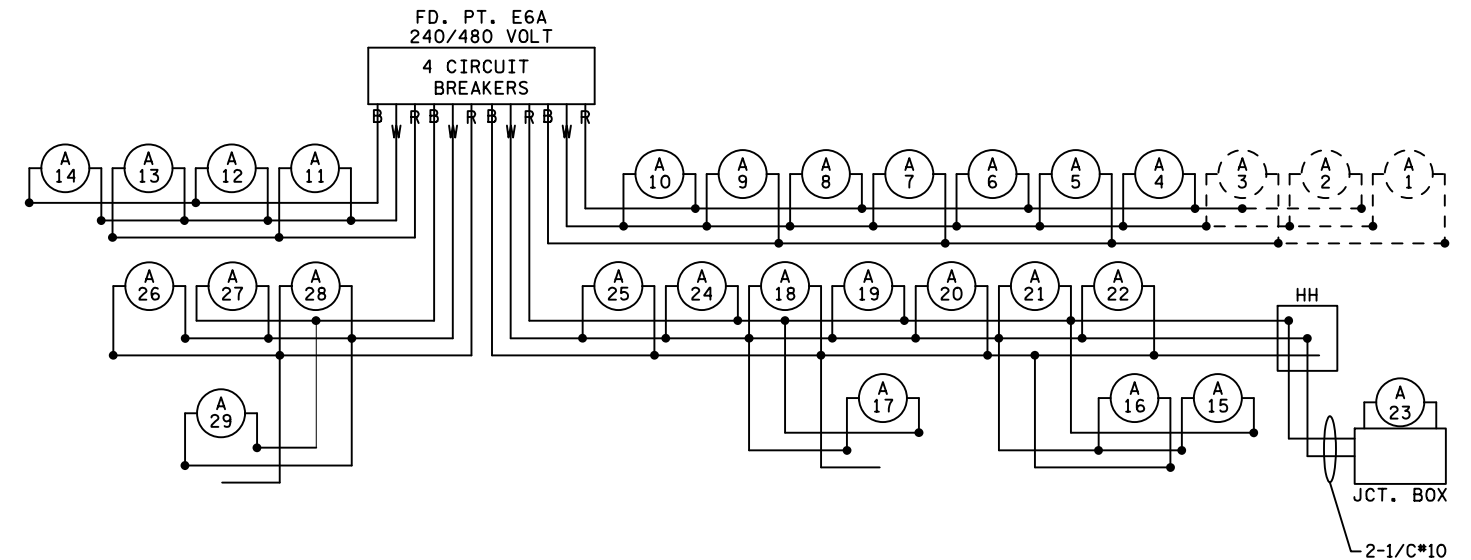 FD. PT. E6A
240/480 VOLT
4 CIRCUIT
BREAKERS
B W R B W R B W R B W R
A 14
A 13
A 12
A 11
A 10
A 9
A 8
A 7
A 6
A 5
A 4
A 3
A 2
A 1
A 26
A 27
A 28
A 25
A 24
A 18
A 19
A 20
A 21
A 22
HH
A 29
A 17
A 16
A 15
A 23
JCT. BOX
2-1/C#10